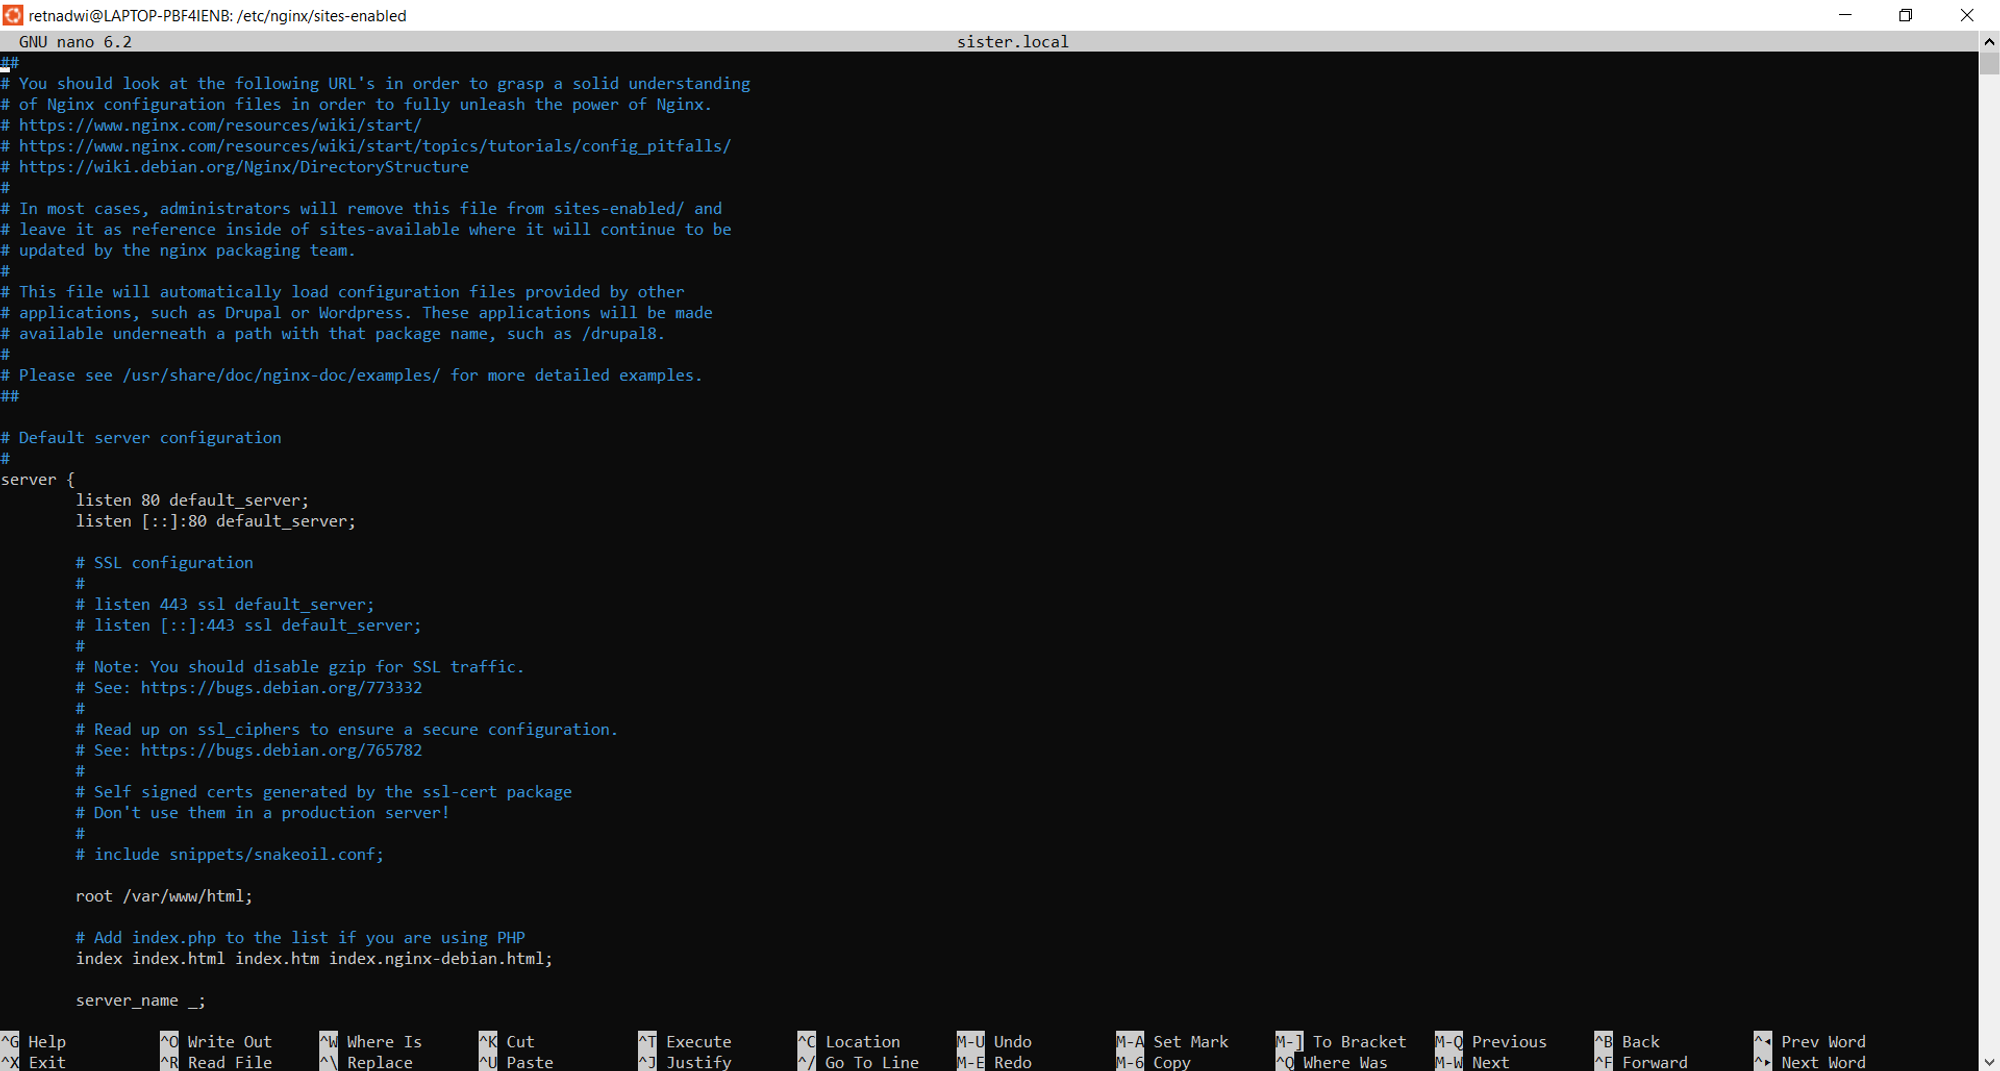 retnadwi@LAPTOP-PBF4IENB: /etc/nginx/sites-enabled
GNU nano 6.2 sister.local
##
# You should look at the following URL's in order to grasp a solid understanding
# of Nginx configuration files in order to fully unleash the power of Nginx.
# https://www.nginx.com/resources/wiki/start/
# https://www.nginx.com/resources/wiki/start/topics/tutorials/config_pitfalls/
# https://wiki.debian.org/Nginx/DirectoryStructure
#
# In most cases, administrators will remove this file from sites-enabled/ and
# leave it as reference inside of sites-available where it will continue to be
# updated by the nginx packaging team.
#
# This file will automatically load configuration files provided by other
# applications, such as Drupal or Wordpress. These applications will be made
# available underneath a path with that package name, such as /drupal8.
#
# Please see /usr/share/doc/nginx-doc/examples/ for more detailed examples.
##

# Default server configuration
#
server {
        listen 80 default_server;
        listen [::]:80 default_server;

        # SSL configuration
        #
        # listen 443 ssl default_server;
        # listen [::]:443 ssl default_server;
        #
        # Note: You should disable gzip for SSL traffic.
        # See: https://bugs.debian.org/773332
        #
        # Read up on ssl_ciphers to ensure a secure configuration.
        # See: https://bugs.debian.org/765782
        #
        # Self signed certs generated by the ssl-cert package
        # Don't use them in a production server!
        #
        # include snippets/snakeoil.conf;

        root /var/www/html;

        # Add index.php to the list if you are using PHP
        index index.html index.htm index.nginx-debian.html;

        server_name _;

^G Help ^O Write Out ^W Where Is ^K Cut ^T Execute ^C Location M-U Undo M-A Set Mark M-] To Bracket M-Q Previous ^B Back ^◂ Prev Word
^X Exit ^R Read File ^\ Replace ^U Paste ^J Justify ^/ Go To Line M-E Redo M-6 Copy ^Q Where Was M-W Next ^F Forward ^▸ Next Word